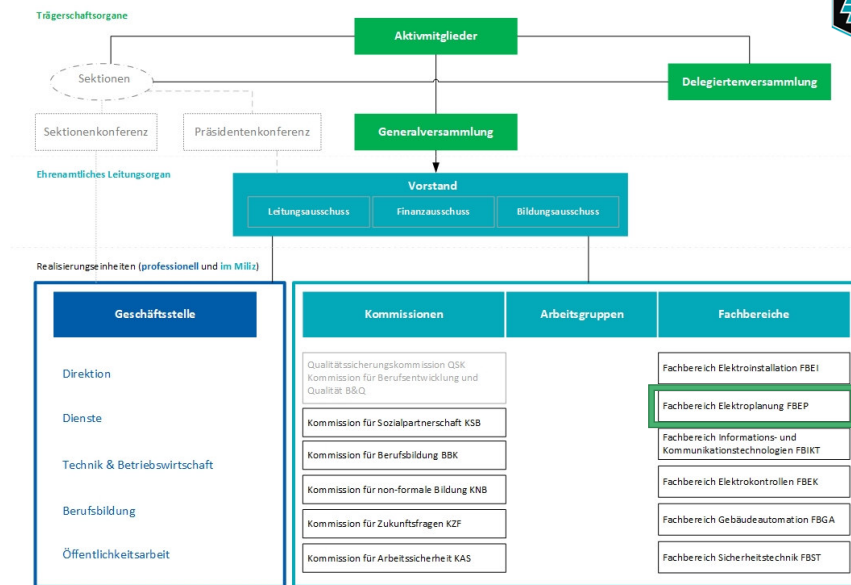 Trägerschaftsorgane
Aktivmitglieder
Sektionen
Delegiertenversammlung
Sektionenkonferenz
Präsidentenkonferenz
Generalversammlung
Ehrenamtliches Leitungsorgan
Vorstand
Leitungsausschuss
Finanzausschuss
Bildungsausschuss
Realisierungseinheiten (professionell und im Miliz)
Geschäftsstelle
Direktion
Dienste
Technik & Betriebswirtschaft
Berufsbildung
Öffentlichkeitsarbeit
Kommissionen
Qualitätssicherungskommission QSK
Kommission für Berufsentwicklung und
Qualität B&Q
Kommission für Sozialpartnerschaft KSB
Kommission für Berufsbildung BBK
Kommission für non-formale Bildung KNB
Kommission für Zukunftsfragen KZF
Kommission für Arbeitssicherheit KAS
Arbeitsgruppen
Fachbereiche
Fachbereich Elektroinstallation FBEI
Fachbereich Elektroplanung FBEP
Fachbereich Informations- und
Kommunikationstechnologien FBIKT
Fachbereich Elektrokontrollen FBEK
Fachbereich Gebäudeautomation FBGA
Fachbereich Sicherheitstechnik FBST